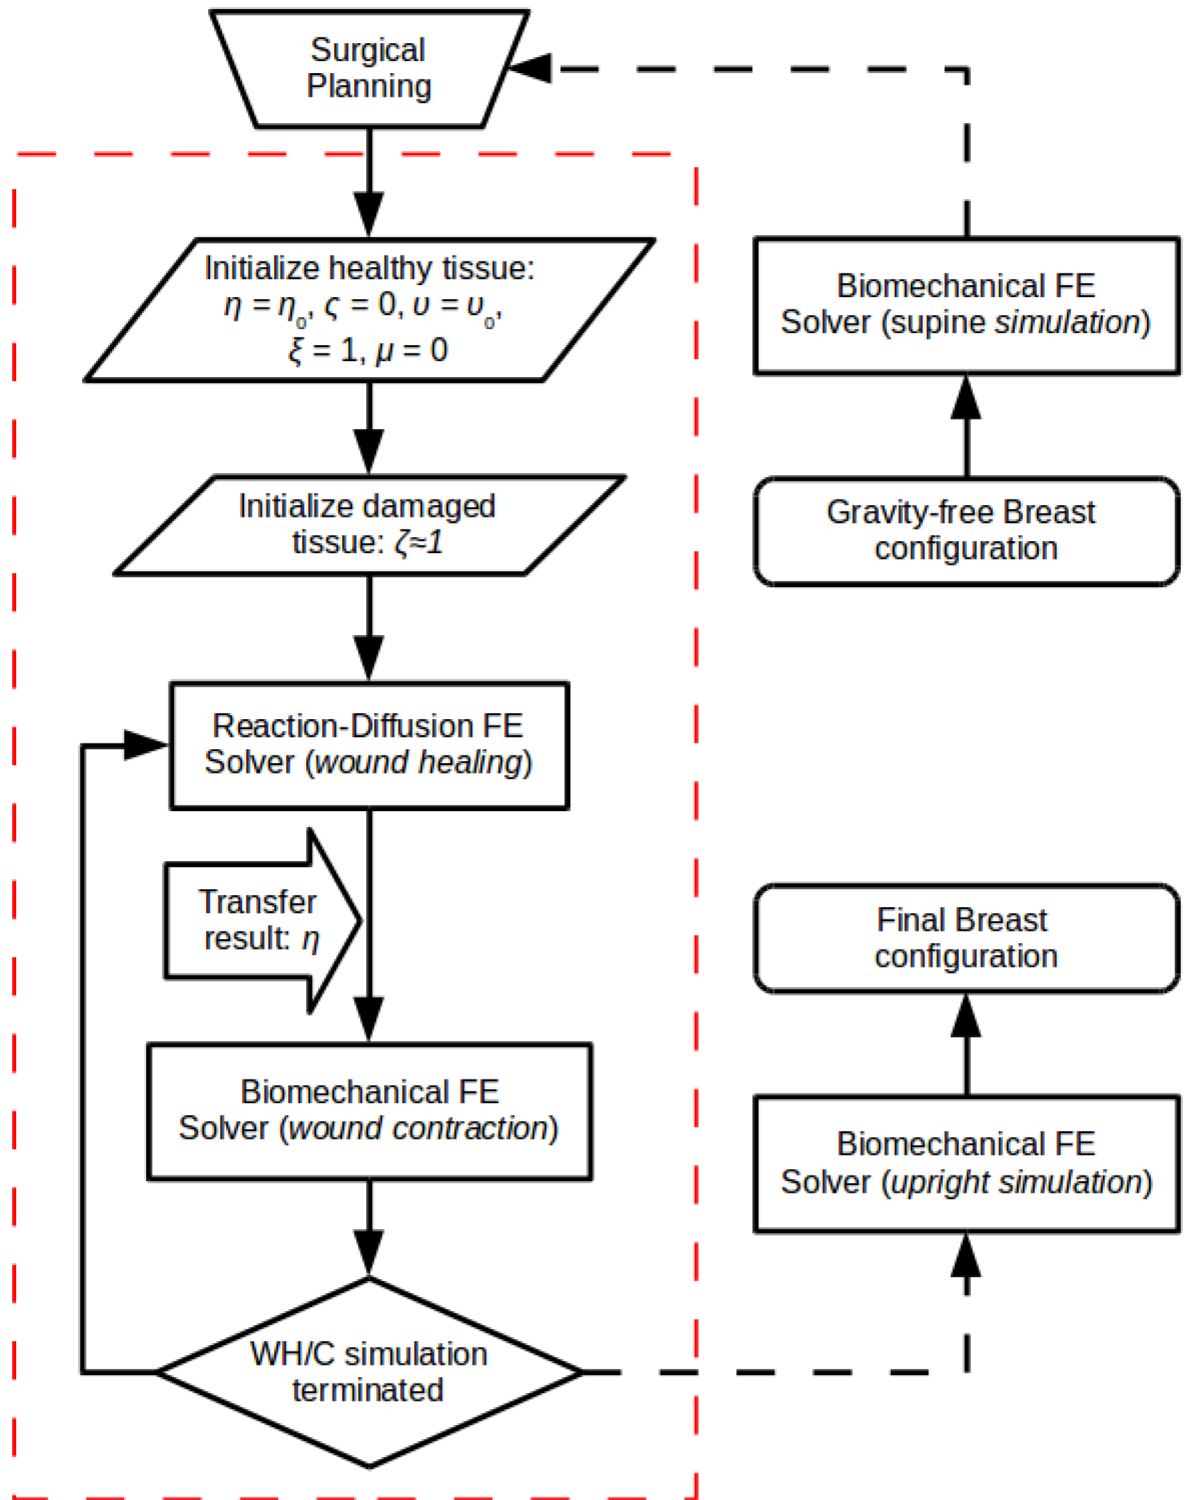 Surgical
Planning
Initialize healthy tissue:
η = ηo, ς = 0, υ = υo,
ξ = 1, μ = 0
Initialize damaged
tissue: ζ≈1
Reaction-Diffusion FE
Solver (wound healing)
Transfer
result: η
Biomechanical FE
Solver (wound contraction)
WH/C simulation
terminated
Biomechanical FE
Solver (supine simulation)
Gravity-free Breast
configuration
Final Breast
configuration
Biomechanical FE
Solver (upright simulation)